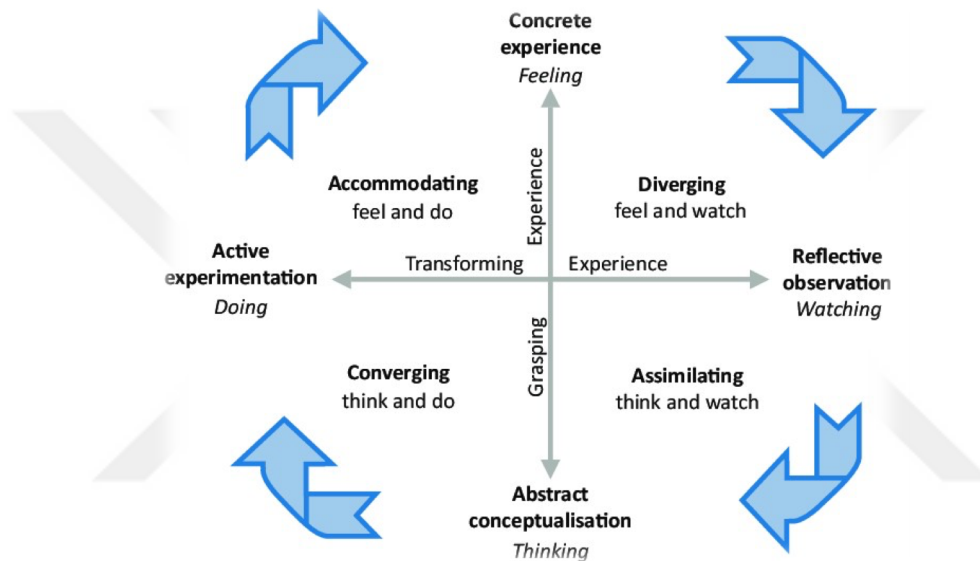 Concrete
experience
Feeling
Accommodating
feel and do
Experience
Diverging
feel and watch
Active
experimentation
Doing
Transforming
Experience
Reflective
observation
Watching
Grasping
Converging
think and do
Assimilating
think and watch
Abstract
conceptualisation
Thinking